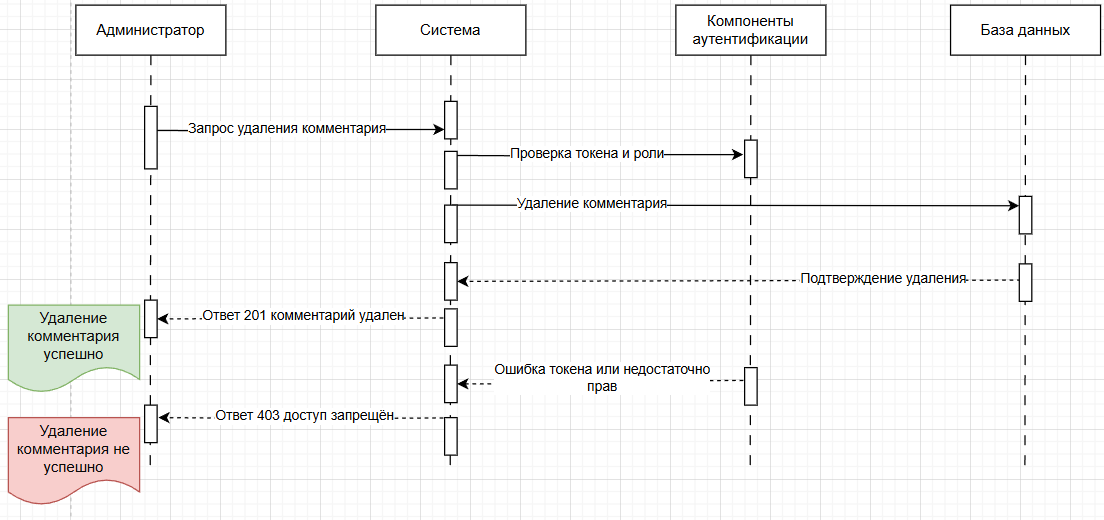 Администратор
Система
Компоненты
аутентификации
База данных
Запрос удаления комментария
Проверка токена и роли
Удаление комментария
Подтверждение удаления
Ответ 201 комментарий удален
Удаление
комментария
успешно
Ошибка токена или недостаточно
прав
Ответ 403 доступ запрещён
Удаление
комментария не
успешно